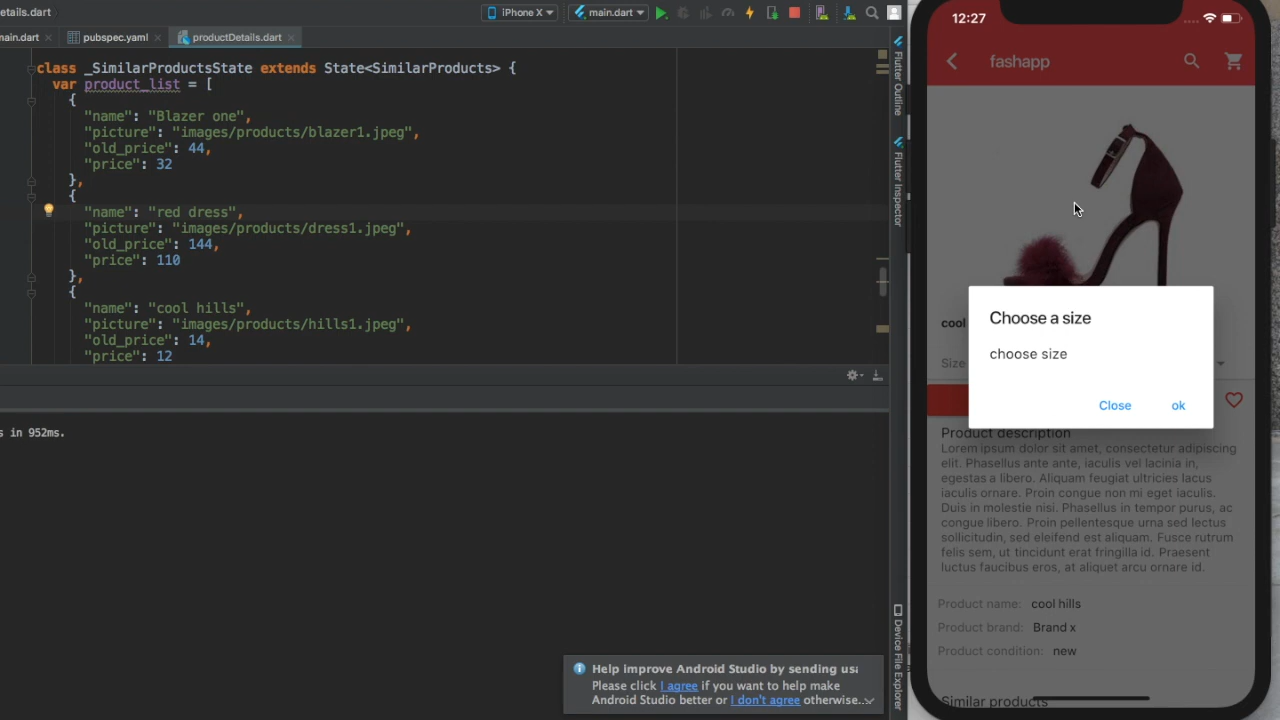 etails.dart
iPhone X
main.dart
main.dart
pubspec.yaml
productDetails.dart
class _SimilarProductsState extends State<SimilarProducts> {
var product_list = [
{
"name": "Blazer one",
"picture": "images/products/blazer1.jpeg",
"old_price": 44,
"price": 32
},
{
"name": "red dress",
"picture": "images/products/dress1.jpeg",
"old_price": 144,
"price": 110
},
{
"name": "cool hills",
"picture": "images/products/hills1.jpeg",
"old_price": 14,
"price": 12
s in 952ms.
Help improve Android Studio by sending usa
Please click I agree if you want to help make
Android Studio better or I don't agree otherwise...
Flutter Outline
Flutter Inspector
Device File Explorer
12:27
fashapp
cool
Size
Choose a size
choose size
Close ok
Product description
Lorem ipsum dolor sit amet, consectetur adipiscing
elit. Phasellus ante ante, iaculis vel lacinia in,
egestas a libero. Aliquam feugiat ultricies lacus
iaculis ornare. Proin congue non mi eget iaculis.
Duis in molestie nisi. Phasellus in tempor purus, ac
congue libero. Proin pellentesque urna sed lectus
sollicitudin, sed eleifend est aliquam. Fusce rutrum
felis sem, ut tincidunt erat fringilla id. Praesent
luctus faucibus eros, at aliquet arcu ornare id.
Product name: cool hills
Product brand: Brand x
Product condition: new
Similar products